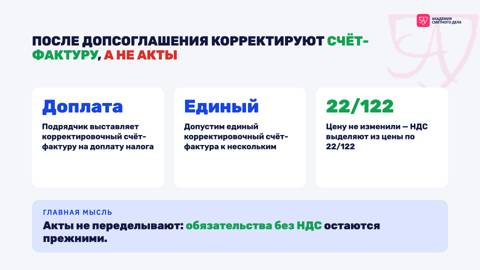 АКАДЕМИЯ
СМЕТНОГО ДЕЛА
ПОСЛЕ ДОПСОГЛАШЕНИЯ КОРРЕКТИРУЮТ СЧЁТ-
ФАКТУРУ, А НЕ АКТЫ
Доплата
Подрядчик выставляет
корректировочный счёт-
фактуру на доплату налога
Единый
Допустим единый
корректировочный счёт-
фактура к нескольким
22/122
Цену не изменили — НДС
выделяют из цены по
22/122
ГЛАВНАЯ МЫСЛЬ
Акты не переделывают: обязательства без НДС остаются
прежними.